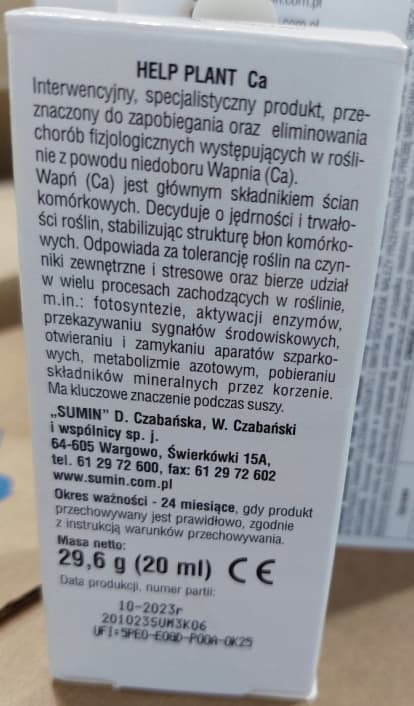 HELP PLANT Ca
Interwencyjny, specjalistyczny produkt, prze-
znaczony do zapobiegania oraz eliminowania
chorób fizjologicznych występujących w rośli-
nie z powodu niedoboru Wapnia (Ca).
Wapń (Ca) jest głównym składnikiem ścian
komórkowych. Decyduje o jędrności i trwało-
ści roślin, stabilizując strukturę błon komórko-
wych. Odpowiada za tolerancję roślin na czyn-
niki zewnętrzne i stresowe oraz bierze udział
w wielu procesach zachodzących w roślinie,
m.in.: fotosyntezie, aktywacji enzymów,
przekazywaniu sygnałów środowiskowych,
otwieraniu i zamykaniu aparatów szparko-
wych, metabolizmie azotowym, pobieraniu
składników mineralnych przez korzenie.
Ma kluczowe znaczenie podczas suszy.
„SUMIN" D. Czabańska, W. Czabański
i wspólnicy sp. j.
64-605 Wargowo, Świerkówki 15A,
tel. 61 29 72 600, fax: 61 29 72 602
www.sumin.com.pl
Okres ważności - 24 miesiące, gdy produkt
przechowywany jest prawidłowo, zgodnie
z instrukcją warunków przechowywania.
Masa netto:
29,6 g (20 ml) CE
Data produkcji, numer partii:
10-2023r
201023SUM3K06
UFI:5PE0-E0GD-P00A-0K25